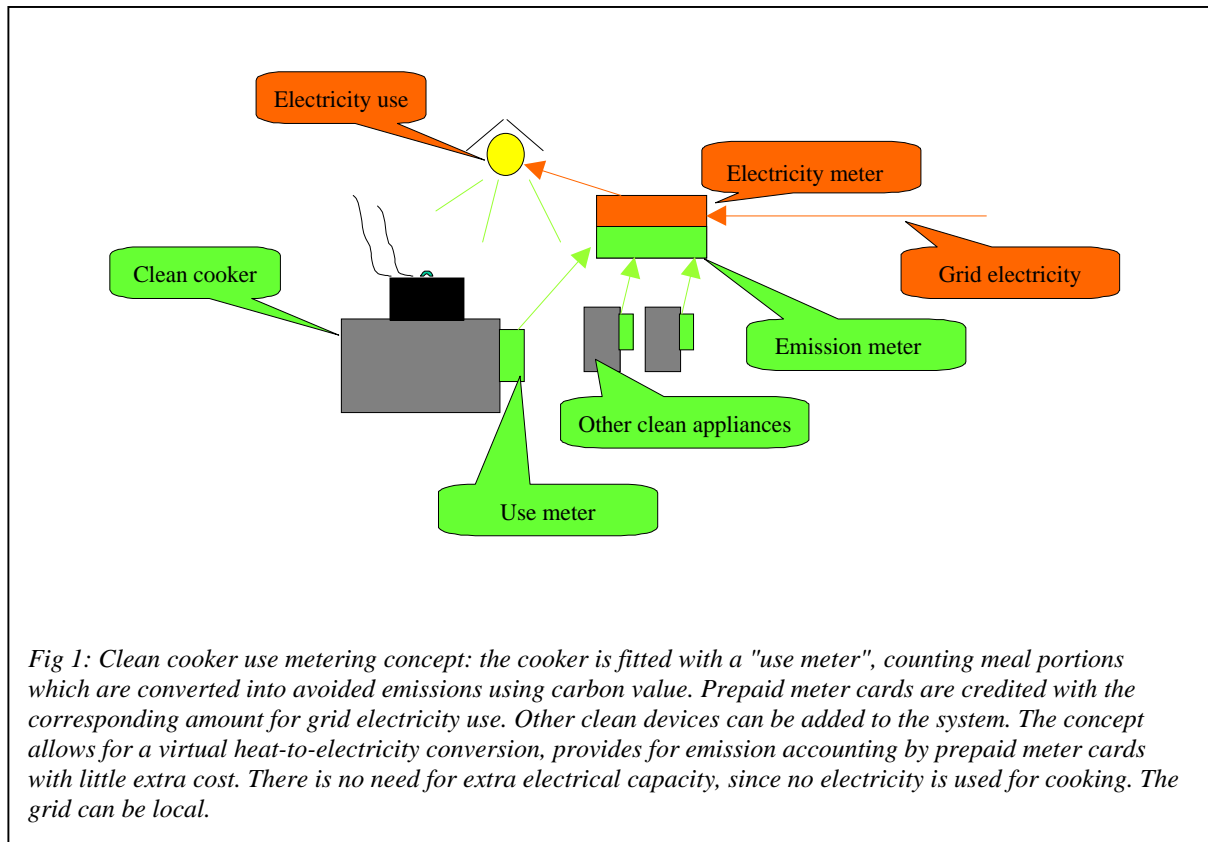 Electricity use
Electricity meter
Clean cooker
Grid electricity
Emission meter
Other clean appliances
Use meter
Fig 1: Clean cooker use metering concept: the cooker is fitted with a "use meter", counting meal portions
which are converted into avoided emissions using carbon value. Prepaid meter cards are credited with the
corresponding amount for grid electricity use. Other clean devices can be added to the system. The concept
allows for a virtual heat-to-electricity conversion, provides for emission accounting by prepaid meter cards
with little extra cost. There is no need for extra electrical capacity, since no electricity is used for cooking. The
grid can be local.